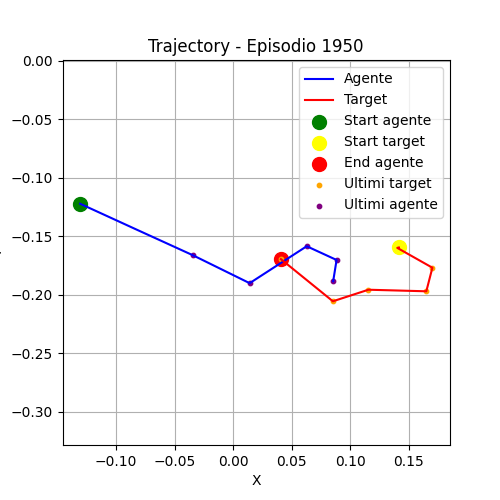 Trajectory - Episodio 1950
0.00
−0.05
−0.10
−0.15
−0.20
−0.25
−0.30
Agente
Target
Start agente
Start target
End agente
Ultimi target
Ultimi agente
−0.10
−0.05
0.00
0.05
0.10
0.15
X